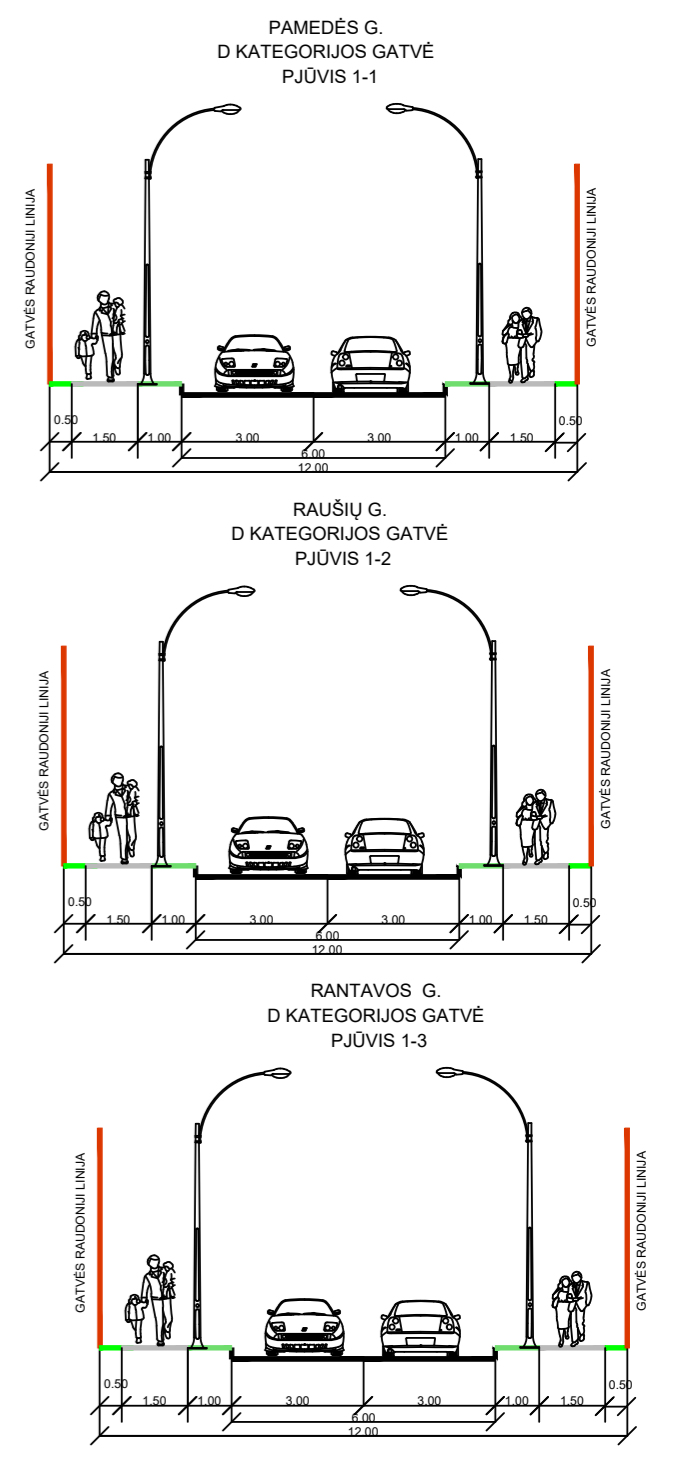 PAMEDĖS G.
D KATEGORIJOS GATVĖ
PJŪVIS 1-1
GATVĖS RAUDONIJI LINIJA
GATVĖS RAUDONIJI LINIJA
0.50
1.50
1.00
3.00
3.00
1.00
1.50
0.50
6.00
12.00
RAUŠIŲ G.
D KATEGORIJOS GATVĖ
PJŪVIS 1-2
GATVĖS RAUDONIJI LINIJA
GATVĖS RAUDONIJI LINIJA
0.50
1.50
1.00
3.00
3.00
1.00
1.50
0.50
6.00
12.00
RANTAVOS G.
D KATEGORIJOS GATVĖ
PJŪVIS 1-3
GATVĖS RAUDONIJI LINIJA
GATVĖS RAUDONIJI LINIJA
0.50
1.50
1.00
3.00
3.00
1.00
1.50
0.50
6.00
12.00